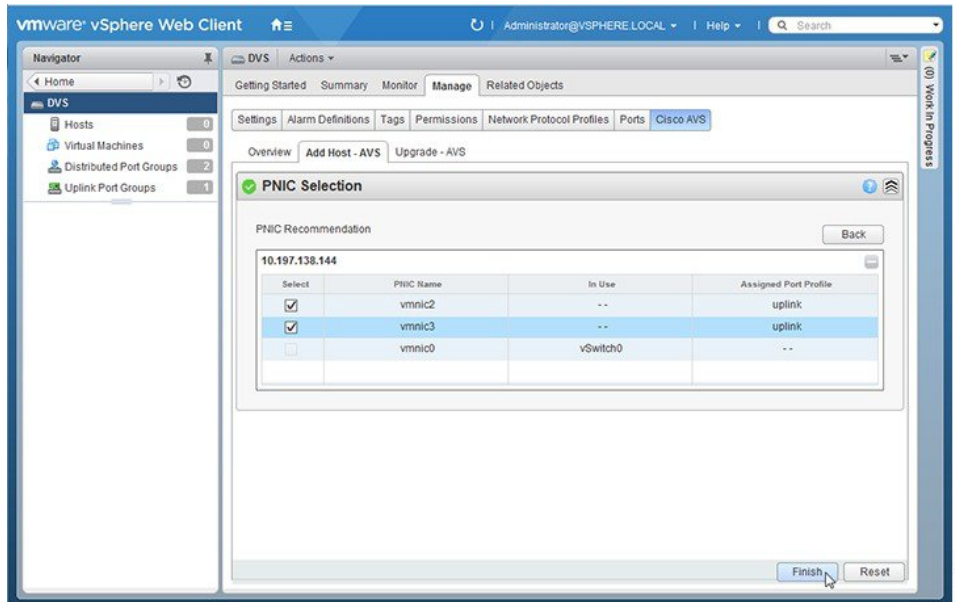 vmware® vSphere Web Client
Administrator@VSPHERE.LOCAL
Help
Search
Navigator
Home
DVS
Hosts 0
Virtual Machines 0
Distributed Port Groups 2
Uplink Port Groups 1
DVS Actions
Getting Started Summary Monitor Manage Related Objects
Settings Alarm Definitions Tags Permissions Network Protocol Profiles Ports Cisco AVS
Overview Add Host - AVS Upgrade - AVS
PNIC Selection
PNIC Recommendation
Back
10.197.138.144
Select PNIC Name In Use Assigned Port Profile
vmnic2 -- uplink
vmnic3 -- uplink
vmnic0 vSwitch0 --
Finish Reset
(0) Work In Progress